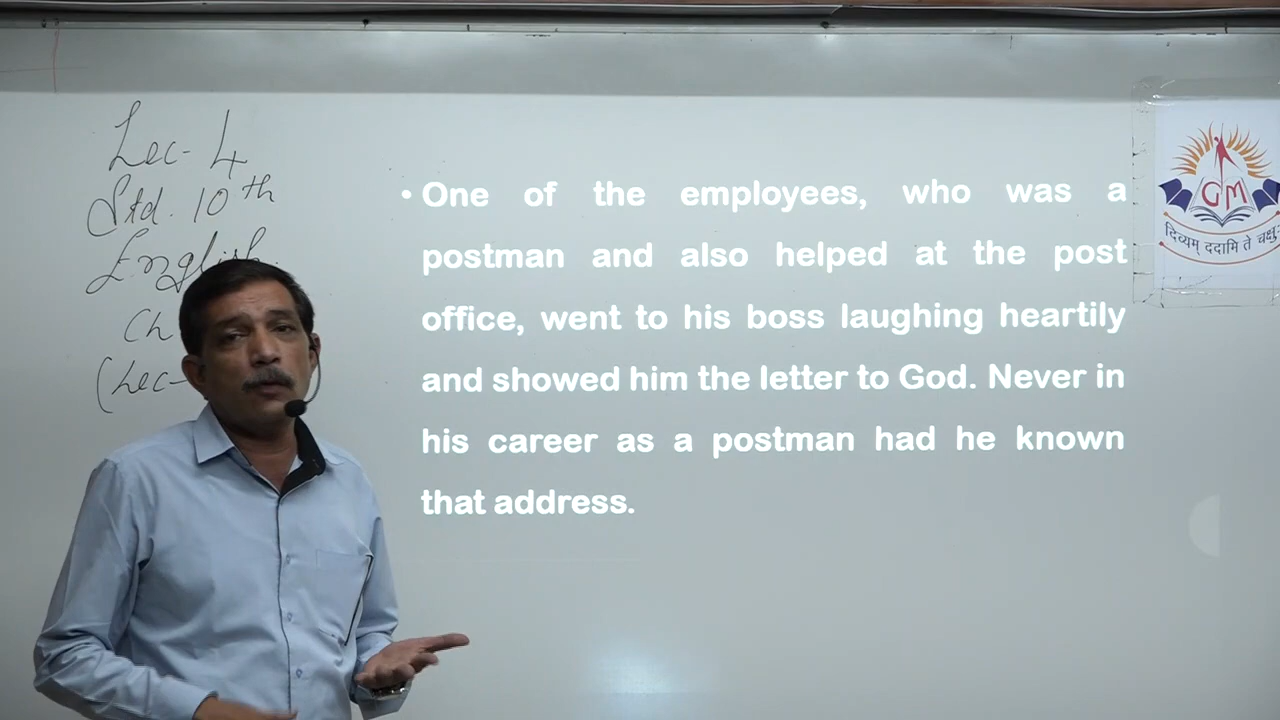 Lec- 4
Std. 10th
English.
Ch
(Lec-
• One of the employees, who was a
postman and also helped at the post
office, went to his boss laughing heartily
and showed him the letter to God. Never in
his career as a postman had he known
that address.
GM
दिव्यम् ददामि ते चक्षुः